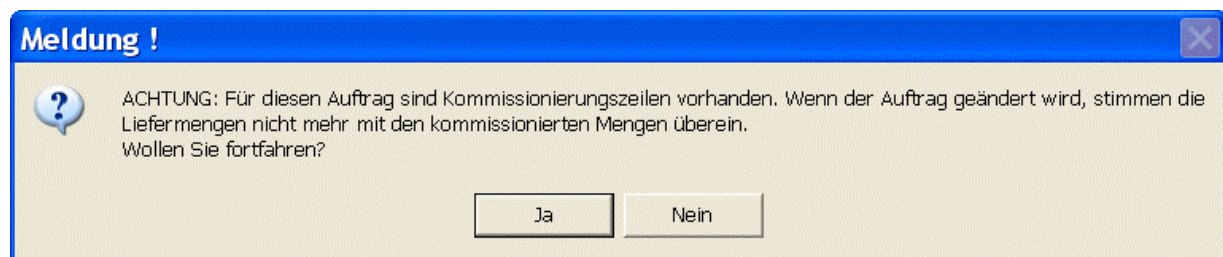 Meldung !
ACHTUNG: Für diesen Auftrag sind Kommissionierungszeilen vorhanden. Wenn der Auftrag geändert wird, stimmen die
Liefermengen nicht mehr mit den kommissionierten Mengen überein.
Wollen Sie fortfahren?
Ja
Nein